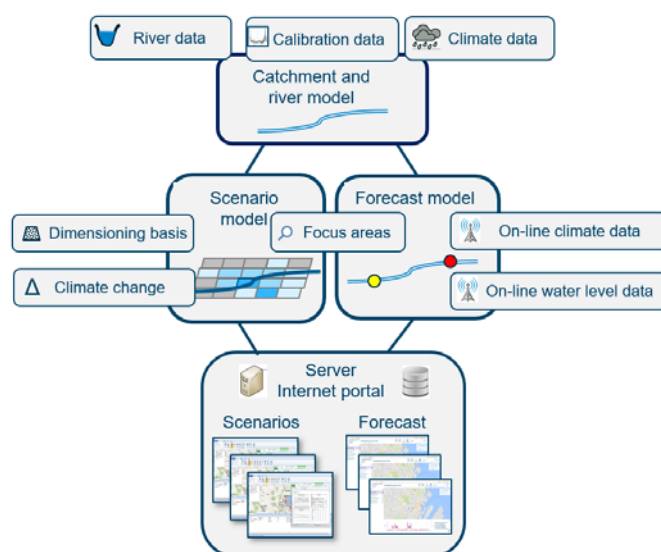 River data
Calibration data
Climate data
Catchment and
river model
Scenario
model
Forecast model
Dimensioning basis
Focus areas
On-line climate data
Climate change
On-line water level data
Server
Internet portal
Scenarios
Forecast